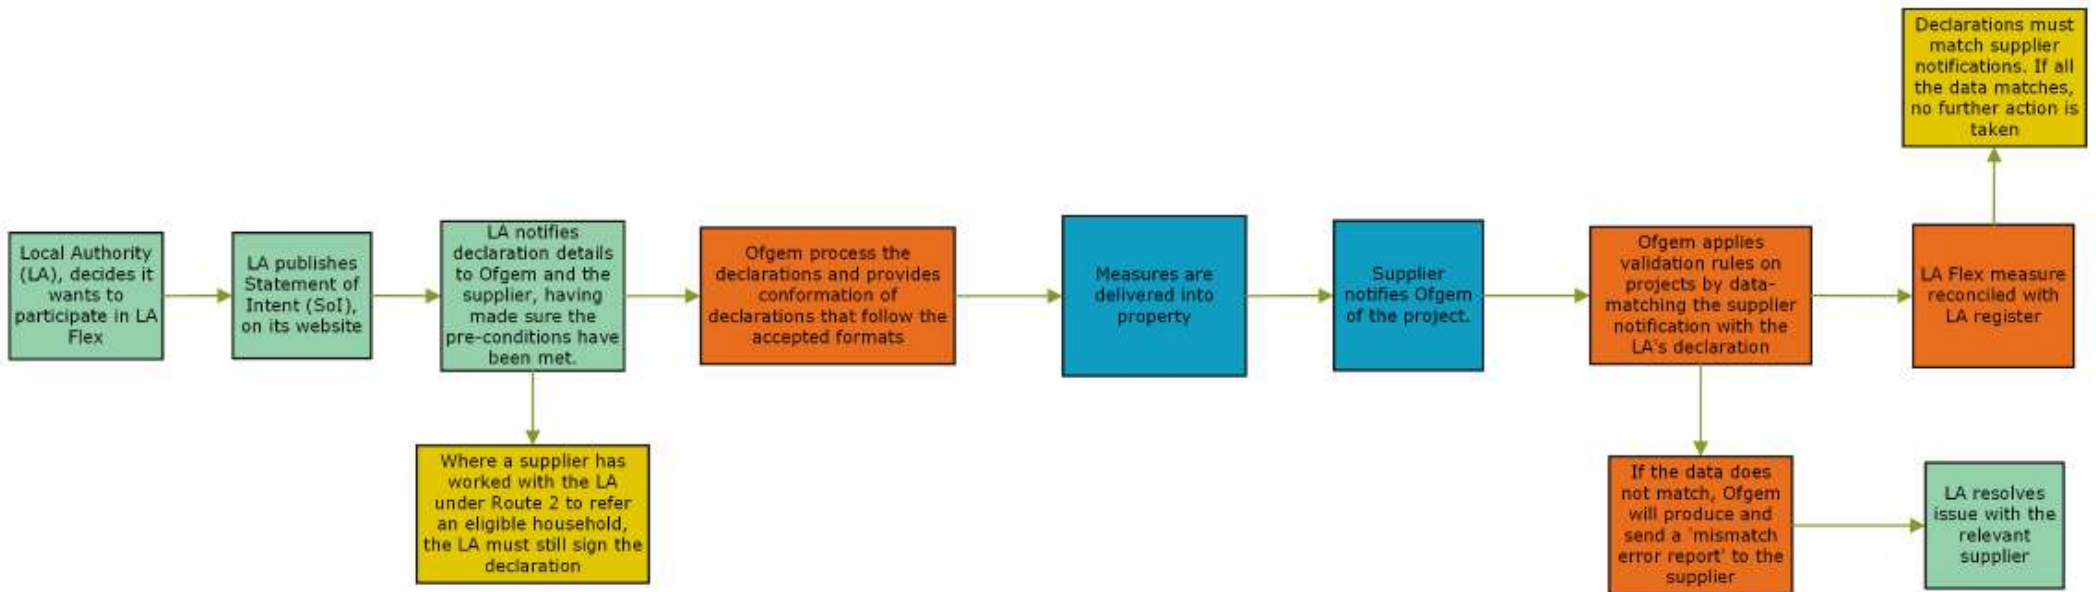 Local Authority
(LA), decides it
wants to
participate in LA
Flex
LA publishes
Statement of
Intent (SoI),
on its website
LA notifies
declaration details
to Ofgem and the
supplier, having
made sure the
pre-conditions have
been met.
Where a supplier has
worked with the LA
under Route 2 to refer
an eligible household,
the LA must still sign the
declaration
Ofgem process the
declarations and provides
conformation of
declarations that follow the
accepted formats
Measures are
delivered into
property
Supplier
notifies Ofgem
of the project.
Ofgem applies
validation rules on
projects by data-
matching the supplier
notification with the
LA's declaration
LA Flex measure
reconciled with
LA register
Declarations must
match supplier
notifications. If all
the data matches,
no further action is
taken
If the data does
not match, Ofgem
will produce and
send a 'mismatch
error report' to the
supplier
LA resolves
issue with the
relevant
supplier